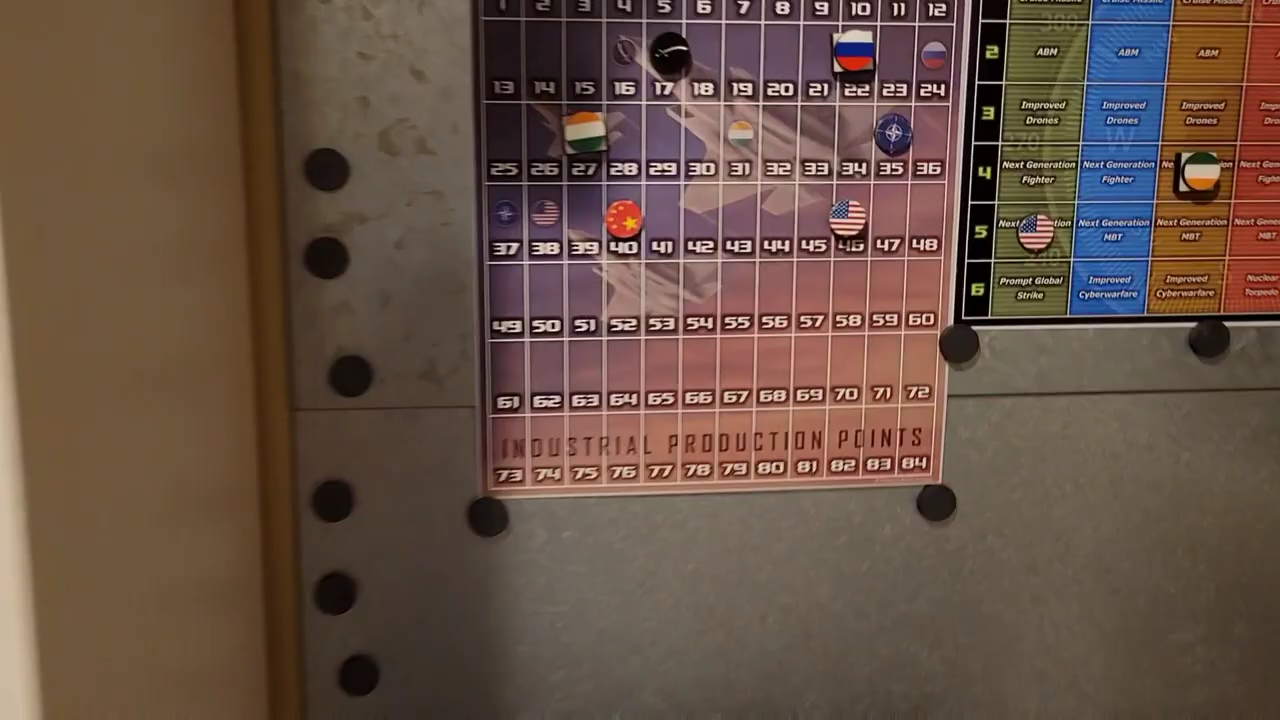 1 2 3 4 5 6 7 8 9 10 11 12
13 14 15 16 17 18 19 20 21 22 23 24
25 26 27 28 29 30 31 32 33 34 35 36
37 38 39 40 41 42 43 44 45 46 47 48
49 50 51 52 53 54 55 56 57 58 59 60
61 62 63 64 65 66 67 68 69 70 71 72
INDUSTRIAL PRODUCTION POINTS
73 74 75 76 77 78 79 80 81 82 83 84
Cruise Missile Cruise Missile Cruise Missile
2 ABM ABM ABM
3 Improved Drones Improved Drones Improved Drones
4 Next Generation Fighter Next Generation Fighter
5 Next Generation MBT Next Generation MBT
6 Prompt Global Strike Improved Cyberwarfare Improved Cyberwarfare